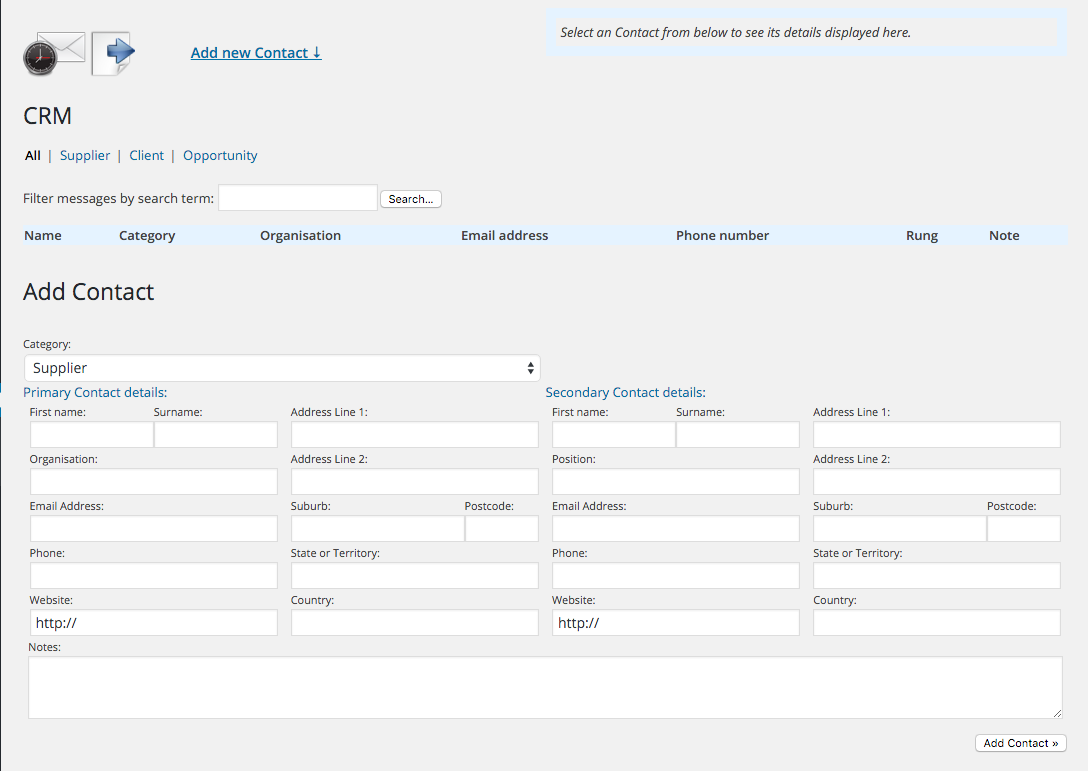 Select an Contact from below to see its details displayed here.
Add new Contact ↓
CRM
All | Supplier | Client | Opportunity
Filter messages by search term: Search...
Name Category Organisation Email address Phone number Rung Note
Add Contact
Category:
Supplier
Primary Contact details: Secondary Contact details:
First name: Surname: Address Line 1: First name: Surname: Address Line 1:
Organisation: Address Line 2: Position: Address Line 2:
Email Address: Suburb: Postcode: Email Address: Suburb: Postcode:
Phone: State or Territory: Phone: State or Territory:
Website: Country: Website: Country:
http:// http://
Notes:
Add Contact »